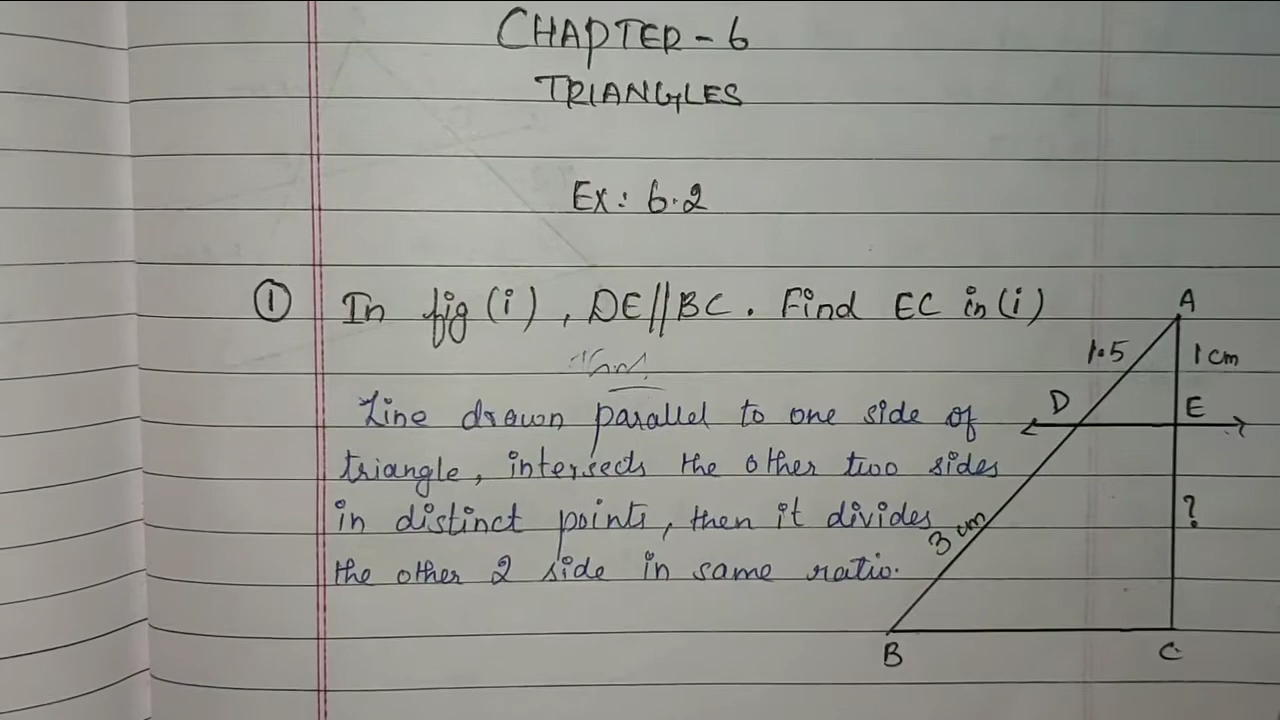 CHAPTER-6
TRIANGLES
Ex: 6.2
① In fig (i), DE//BC. Find EC in (i)
Line drawn parallel to one side of
triangle, intersects the other two sides
in distinct points, then it divides
the other 2 side in same ratio.
A
1.5
1 cm
D
E
3 cm
?
B
C